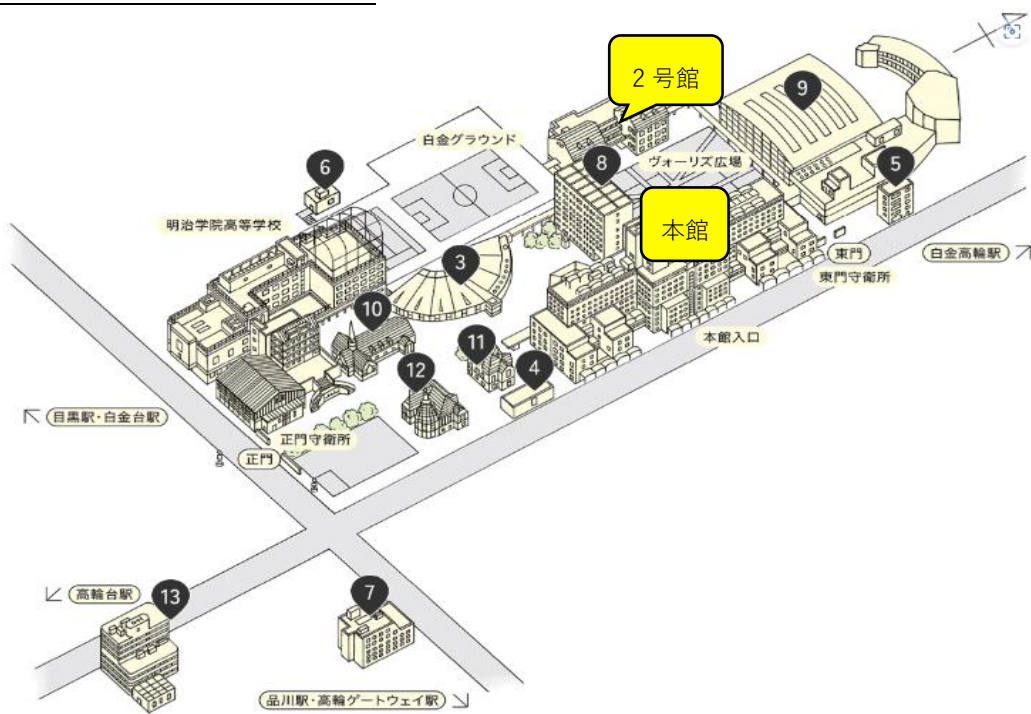 2号館
9
白金グラウンド
6
8
ヴォーリズ広場
5
明治学院高等学校
本館
3
東門
白金高輪駅
東門守衛所
10
11
本館入口
12
4
目黒駅・白金台駅
正門守衛所
正門
高輪台駅
13
7
品川駅・高輪ゲートウェイ駅